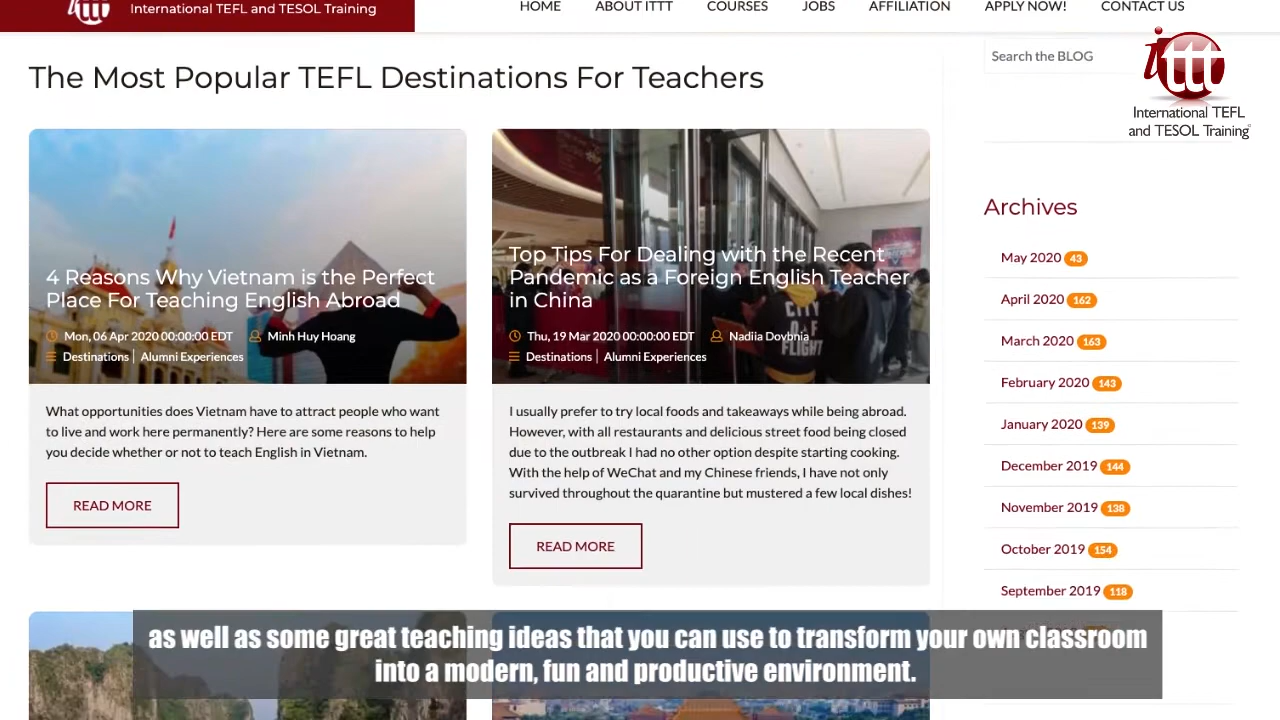 International TEFL and TESOL Training
HOME ABOUT ITTT COURSES JOBS AFFILIATION APPLY NOW! CONTACT US
The Most Popular TEFL Destinations For Teachers
Search the BLOG
ittt
International TEFL
and TESOL Training
4 Reasons Why Vietnam is the Perfect
Place For Teaching English Abroad
Mon, 06 Apr 2020 00:00:00 EDT Minh Huy Hoang
Destinations | Alumni Experiences
What opportunities does Vietnam have to attract people who want
to live and work here permanently? Here are some reasons to help
you decide whether or not to teach English in Vietnam.
READ MORE
Top Tips For Dealing with the Recent
Pandemic as a Foreign English Teacher
in China
Thu, 19 Mar 2020 00:00:00 EDT Nadiia Dovbnia
Destinations | Alumni Experiences
CITY
OF
FLIGHT
I usually prefer to try local foods and takeaways while being abroad.
However, with all restaurants and delicious street food being closed
due to the outbreak I had no other option despite starting cooking.
With the help of WeChat and my Chinese friends, I have not only
survived throughout the quarantine but mustered a few local dishes!
READ MORE
Archives
May 2020 43
April 2020 162
March 2020 163
February 2020 143
January 2020 139
December 2019 144
November 2019 138
October 2019 154
September 2019 118
as well as some great teaching ideas that you can use to transform your own classroom
into a modern, fun and productive environment.